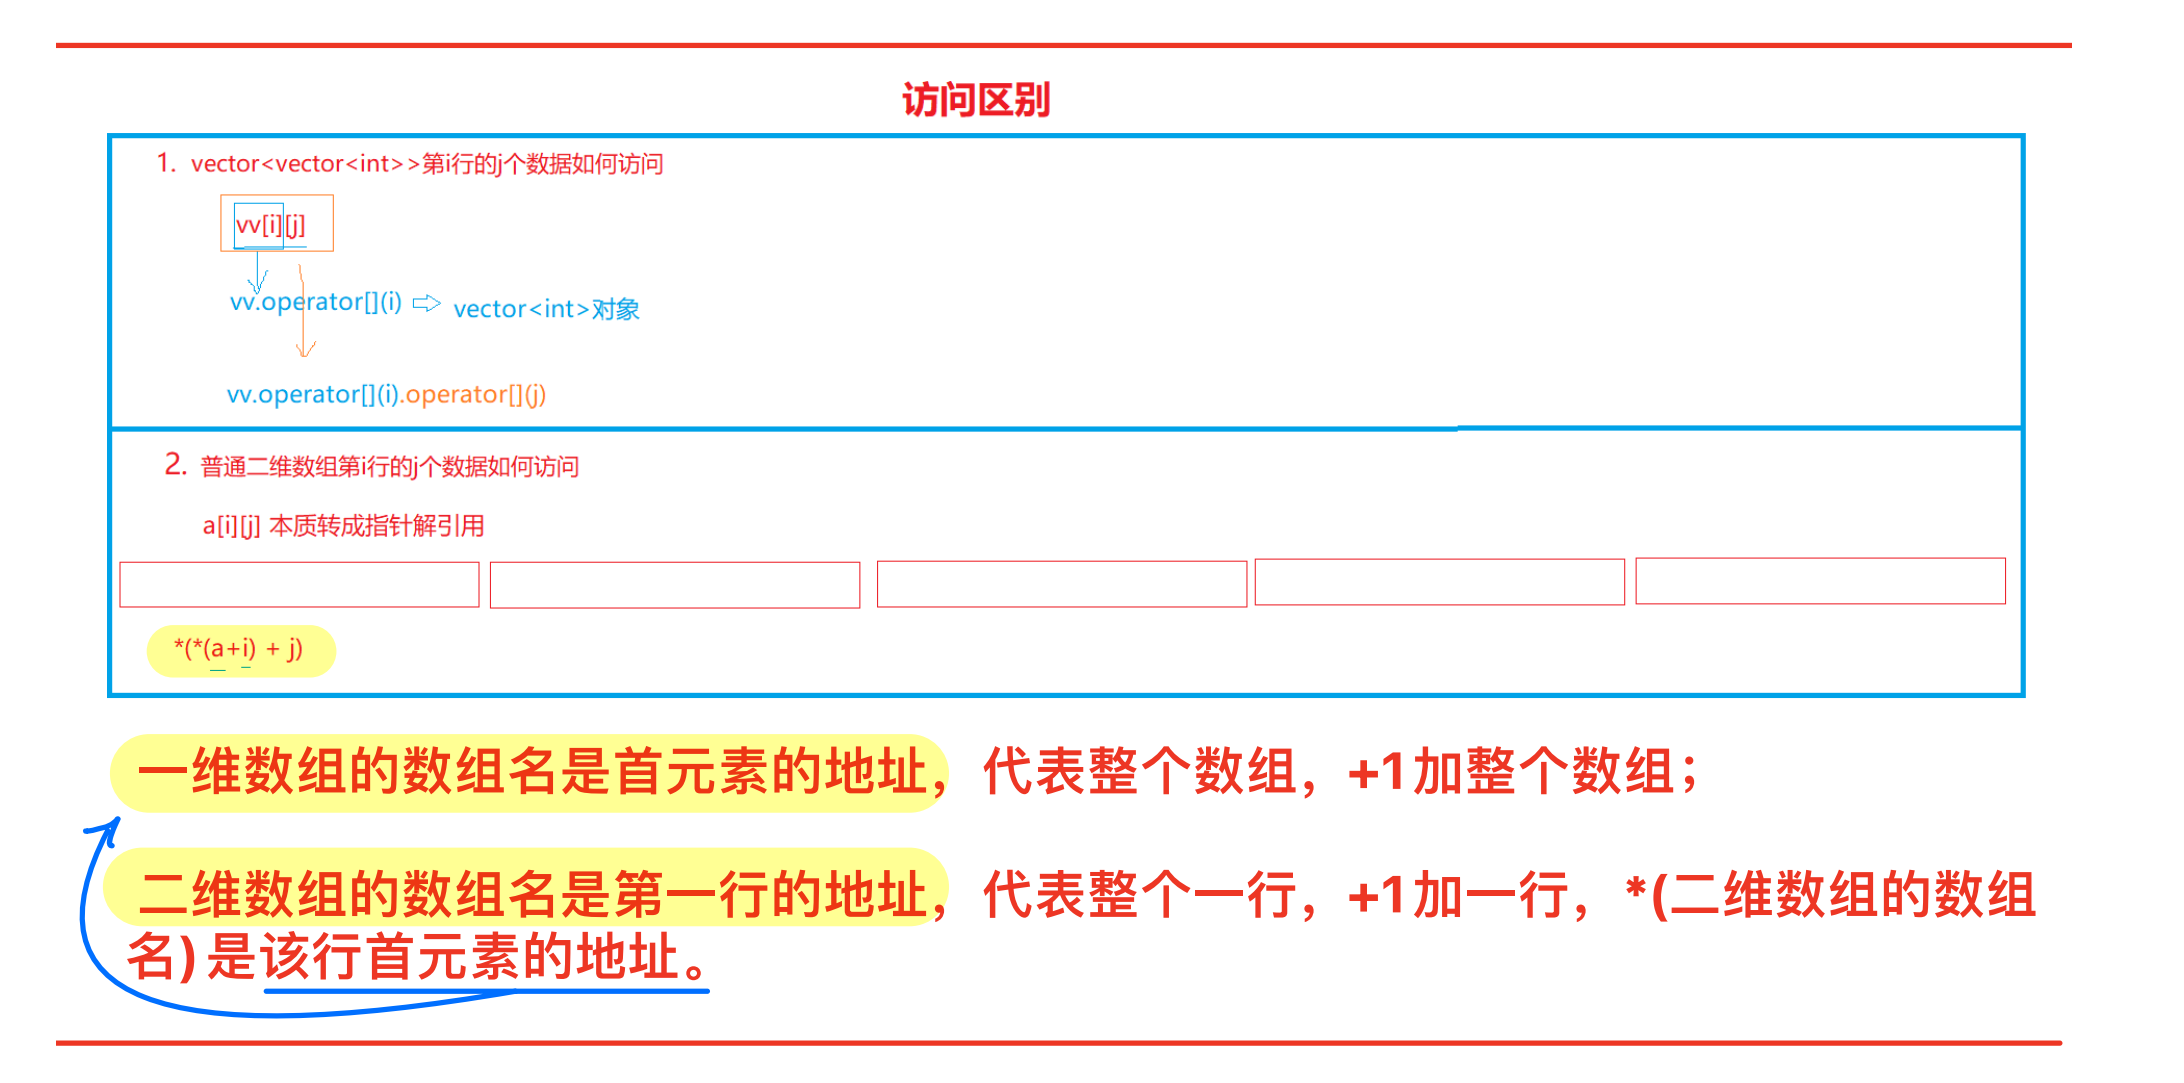 访问区别
1. vector<vector<int>>第i行的j个数据如何访问
vv[i][j]
vv.operator[](i) vector<int>对象
vv.operator[](i).operator[](j)
2. 普通二维数组第i行的j个数据如何访问
a[i][j] 本质转成指针解引用
*(*(a+i) + j)
一维数组的数组名是首元素的地址，代表整个数组，+1加整个数组；
二维数组的数组名是第一行的地址，代表整个一行，+1加一行，*(二维数组的数组
名) 是该行首元素的地址。